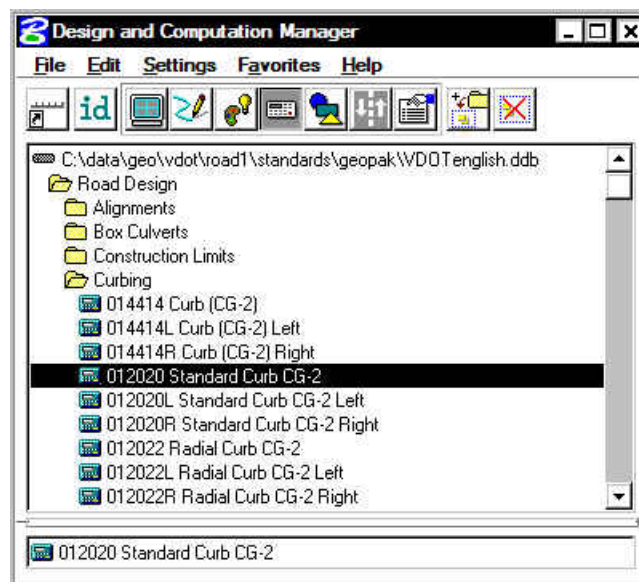 Design and Computation Manager
File Edit Settings Favorites Help
id
C:\data\geo\vdot\road1\standards\geopak\VDOTenglish.ddb
Road Design
Alignments
Box Culverts
Construction Limits
Curbing
014414 Curb (CG-2)
014414L Curb (CG-2) Left
014414R Curb (CG-2) Right
012020 Standard Curb CG-2
012020L Standard Curb CG-2 Left
012020R Standard Curb CG-2 Right
012022 Radial Curb CG-2
012022L Radial Curb CG-2 Left
012022R Radial Curb CG-2 Right
012020 Standard Curb CG-2